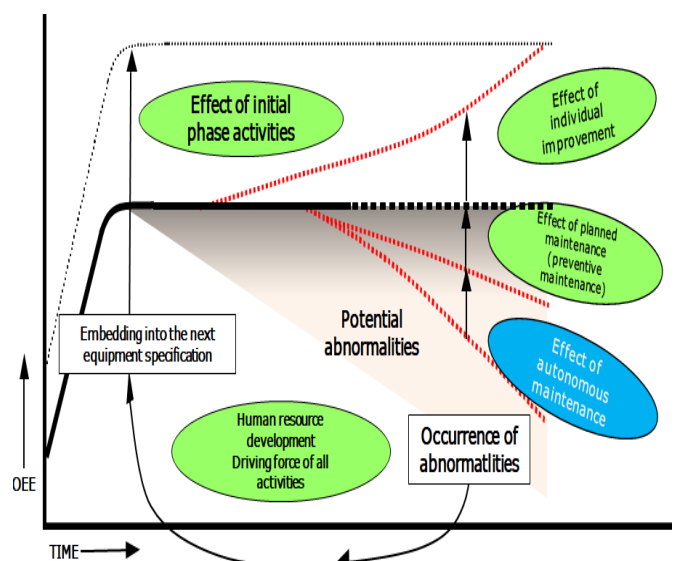 Effect of initial
phase activities
Effect of
individual
improvement
Effect of planned
maintenance
(preventive
maintenance)
Embedding into the next
equipment specification
Potential
abnormalities
Effect of
autonomous
maintenance
Human resource
development
Driving force of all
activities
Occurrence of
abnormatlities
OEE
TIME